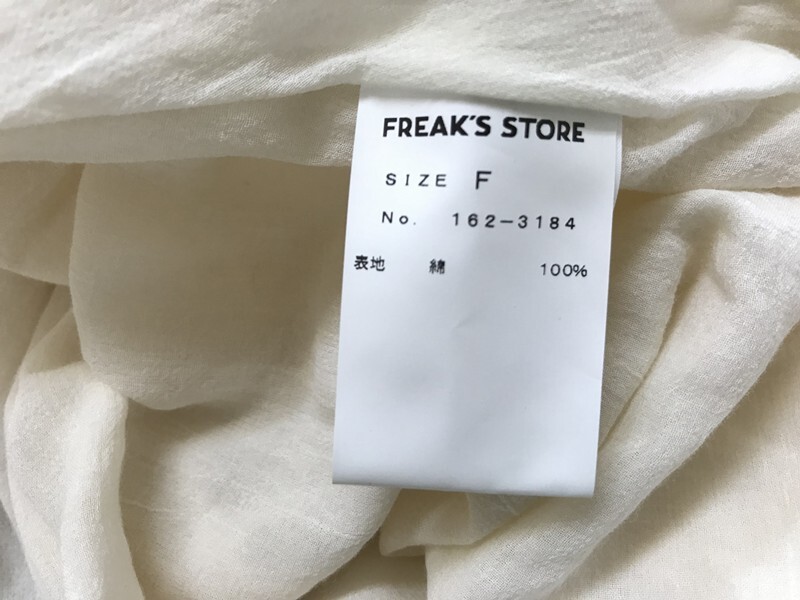 FREAK'S STORE
SIZE F
No. 162-3184
表地 綿 100%